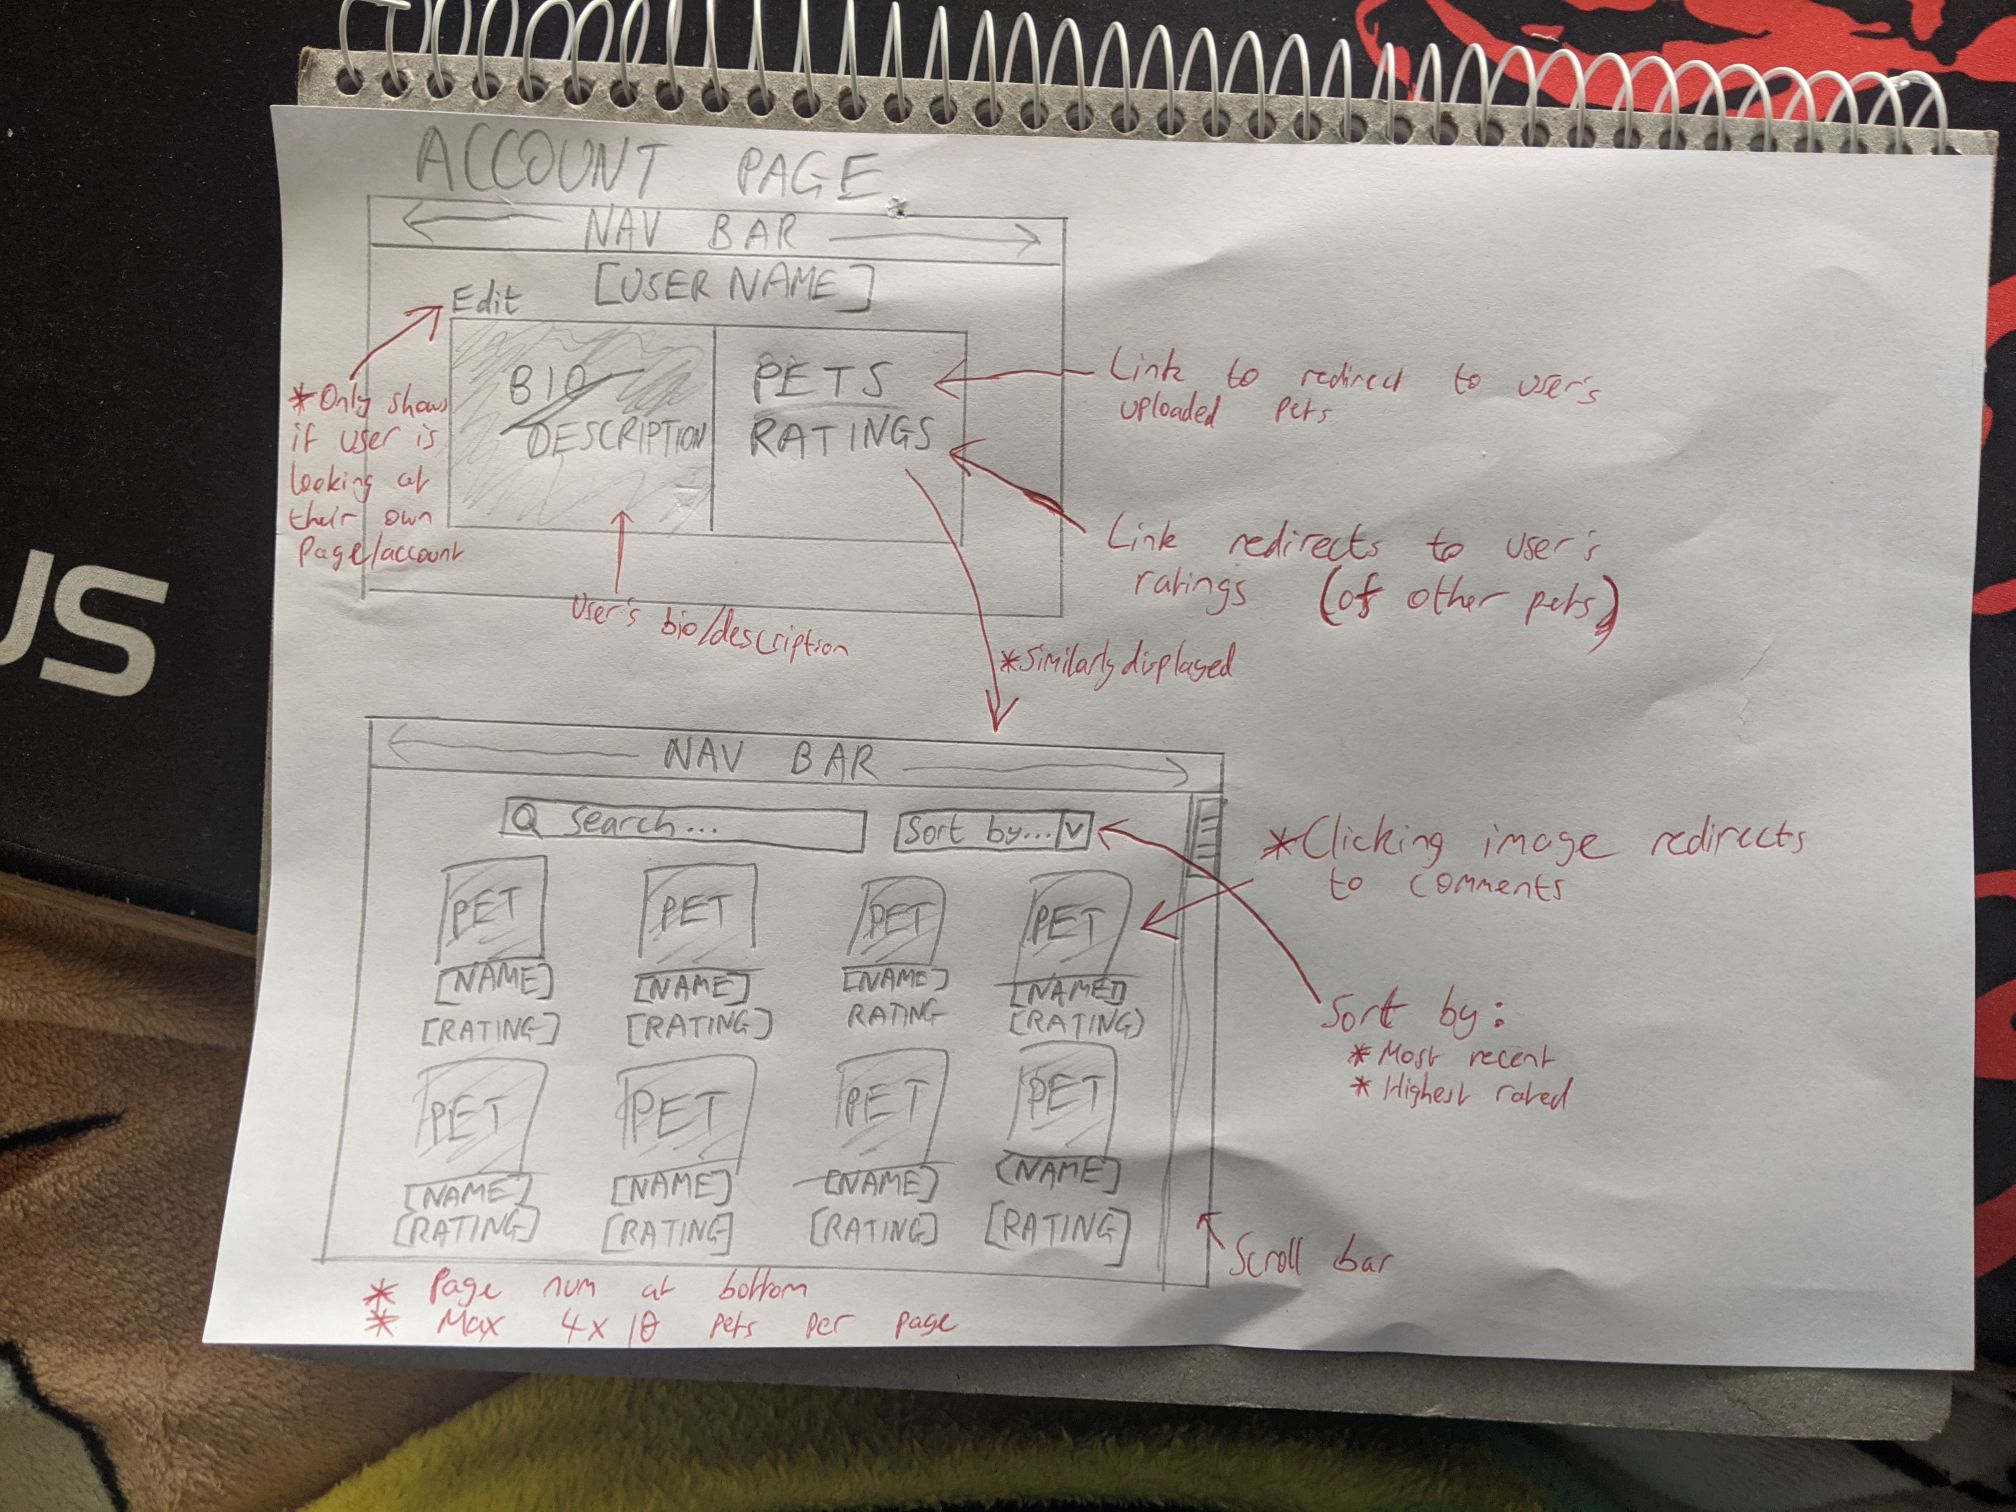 ACCOUNT PAGE
NAV BAR
[USER NAME]
Edit
BIO
DESCRIPTION
PETS
RATINGS
*Only shows
if user is
looking at
their own
page/account
User's bio/description
Link to redirect to user's
uploaded pets
Link redirects to user's
ratings (of other pets)
*Similarly displayed
NAV BAR
Search...
Sort by... V
PET PET PET PET
[NAME] [NAME] [NAME] [NAME]
[RATING] [RATING] RATING [RATING]
PET PET PET PET
[NAME] [NAME] [NAME] [NAME]
[RATING] [RATING] [RATING] [RATING]
*Clicking image redirects
to comments
Sort by:
* Most recent
* Highest rated
Scroll bar
* Page num at bottom
* Max 4x10 pets per page
US